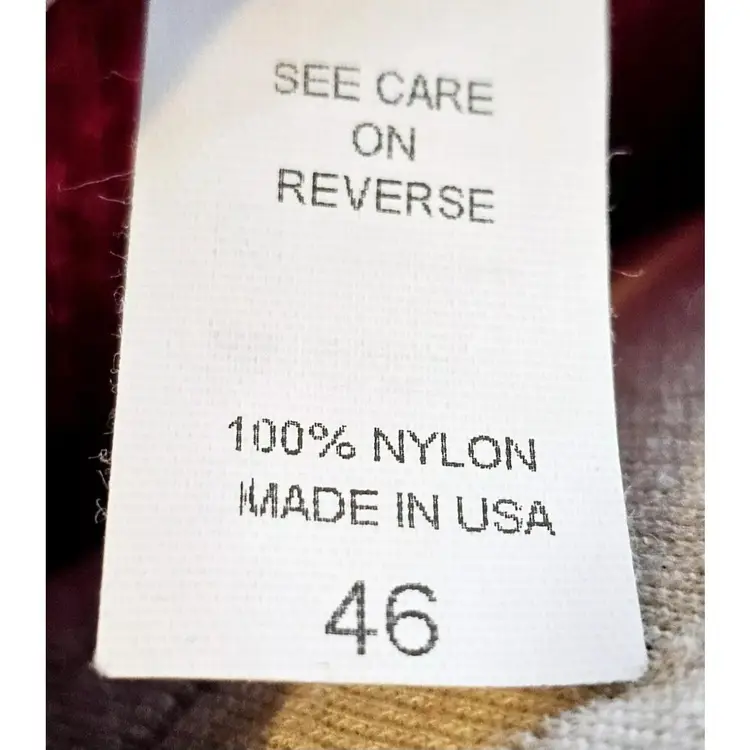 SEE CARE
ON
REVERSE
100% NYLON
MADE IN USA
46